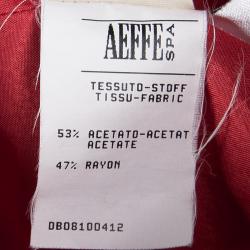 AEFFE SPA
TESSUTO-STOFF
TISSU-FABRIC
53% ACETATO-ACETAT
ACETATE
47% RAYON
DB08100412